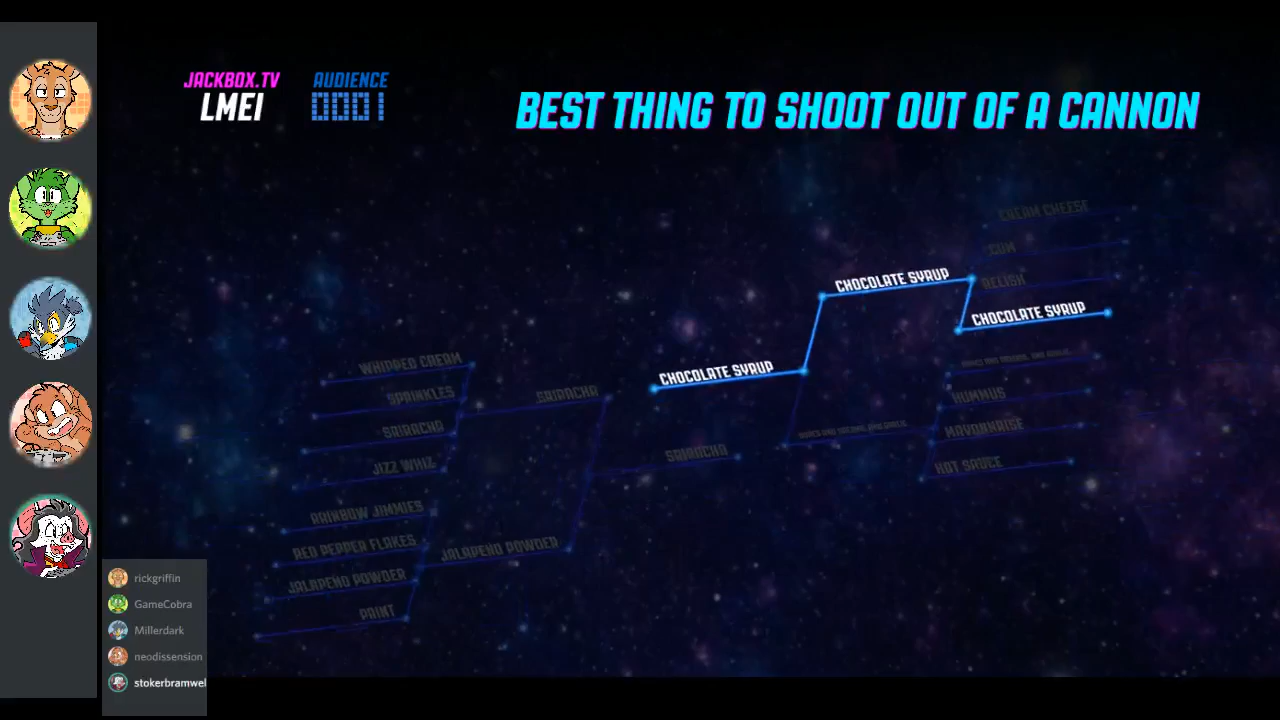 JACKBOX.TV
LMEI
AUDIENCE
0001
BEST THING TO SHOOT OUT OF A CANNON
CREAM CHEESE
CUM
RELISH
CHOCOLATE SYRUP
CHOCOLATE SYRUP
CHOCOLATE SYRUP
HUMMUS
MAYONNAISE
HOT SAUCE
WHIPPED CREAM
SPRINKLES
SRIRACHA
JIZZ WHIZ
SRIRACHA
SRIRACHA
RAINBOW JIMMIES
RED PEPPER FLAKES
JALAPENO POWDER
PAINT
JALAPENO POWDER
rickgriffin
GameCobra
Millerdark
neodissension
stokerbramwel